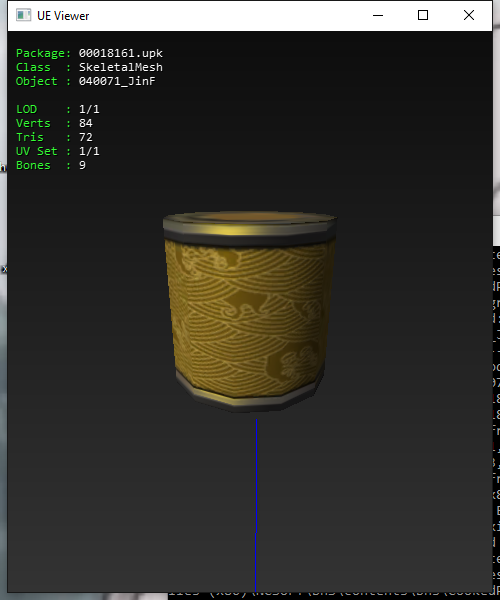 UE Viewer
Package: 00018161.upk
Class  : SkeletalMesh
Object : 040071_JinF
LOD    : 1/1
Verts  : 84
Tris   : 72
UV Set : 1/1
Bones  : 9